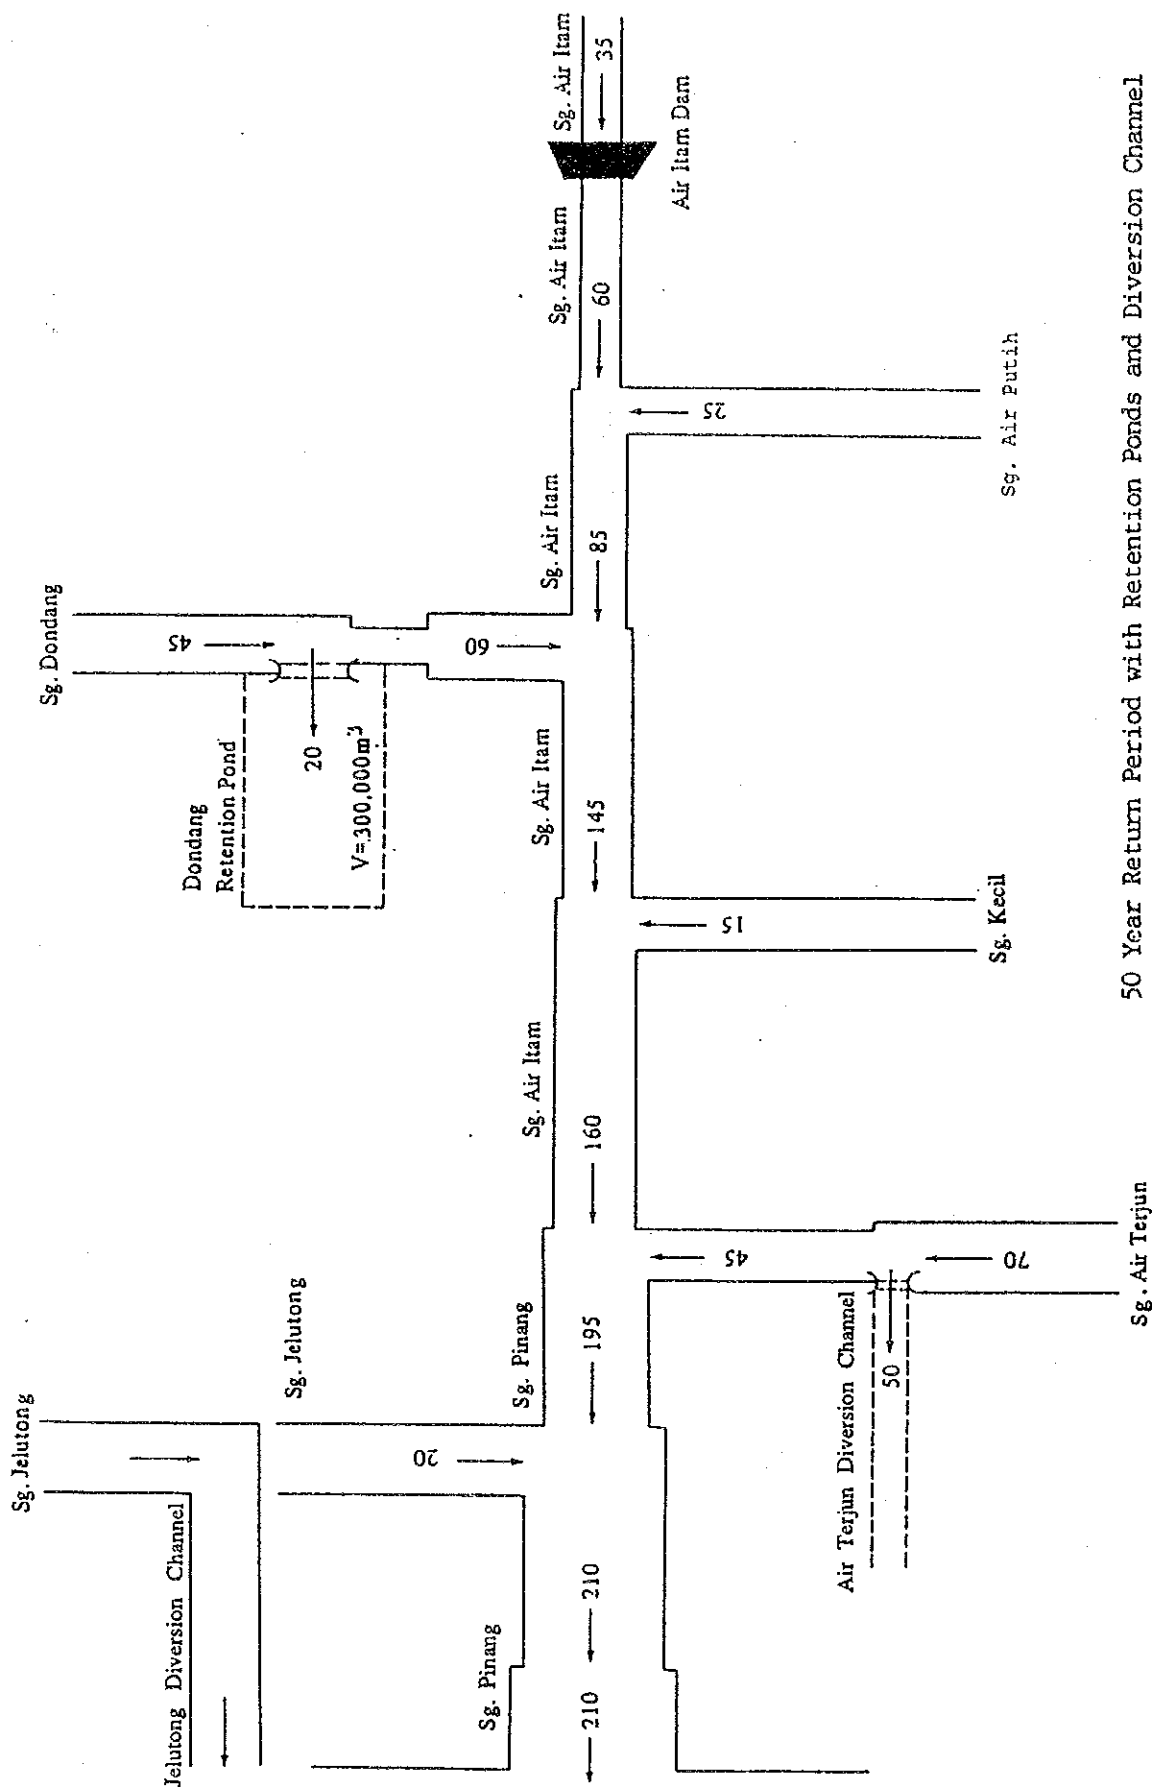 Sg. Jelutong
Jelutong Diversion Channel
Sg. Jelutong
20
Sg. Pinang
Sg. Pinang
210
210
195
Sg. Dondang
45
Dondang
Retention Pond
20
V=300,000m³
60
Sg. Air Itam
Sg. Air Itam
Sg. Air Itam
Sg. Air Itam
Sg. Air Itam
160
145
85
60
35
Air Itam Dam
45
70
50
Air Terjun Diversion Channel
Sg. Air Terjun
15
Sg. Kecil
25
Sg. Air Putih
50 Year Return Period with Retention Ponds and Diversion Channel